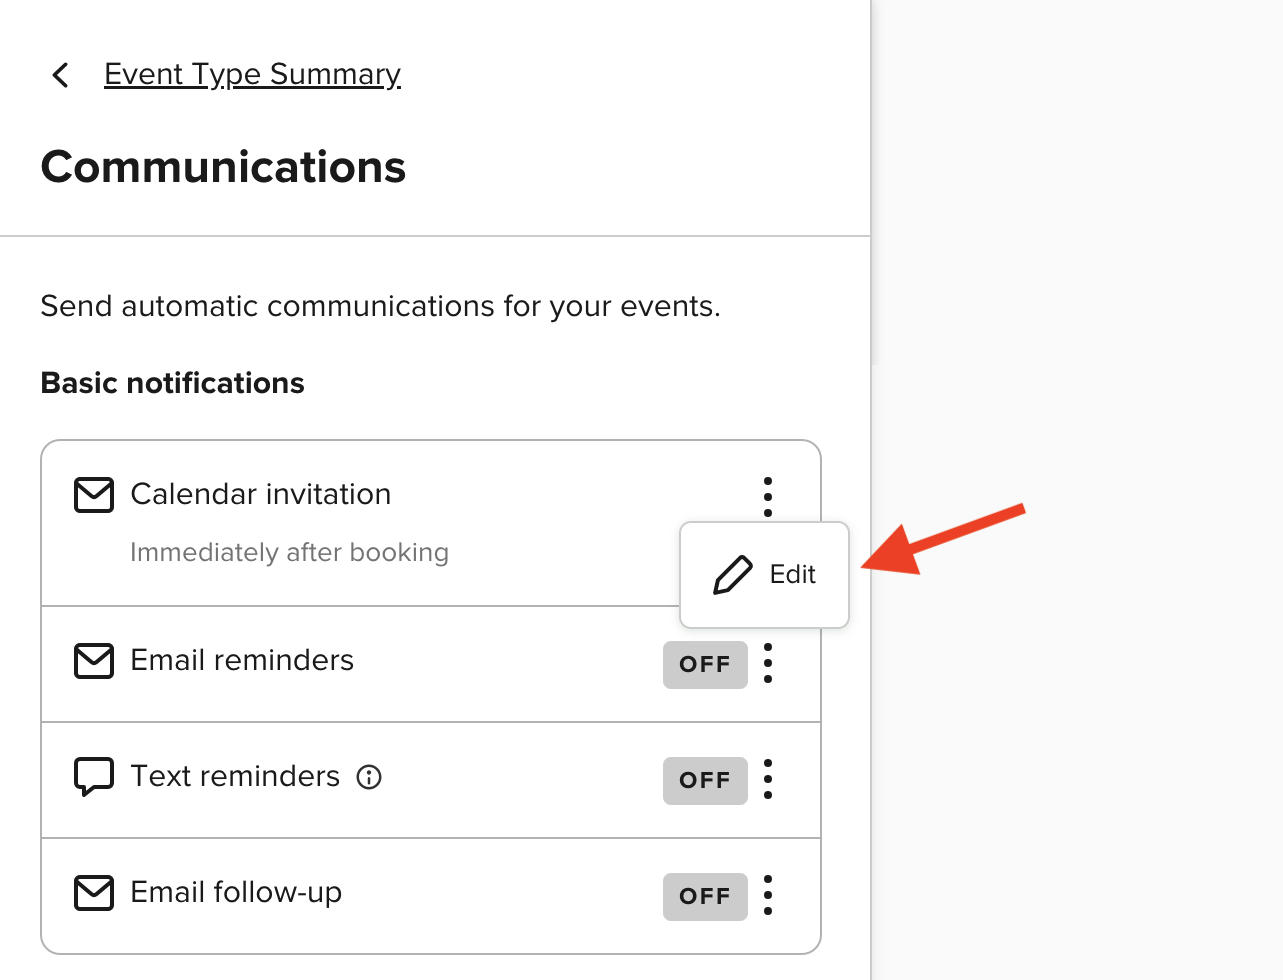 Event Type Summary
Communications
Send automatic communications for your events.
Basic notifications
Calendar invitation
Immediately after booking
Edit
Email reminders
OFF
Text reminders
OFF
Email follow-up
OFF